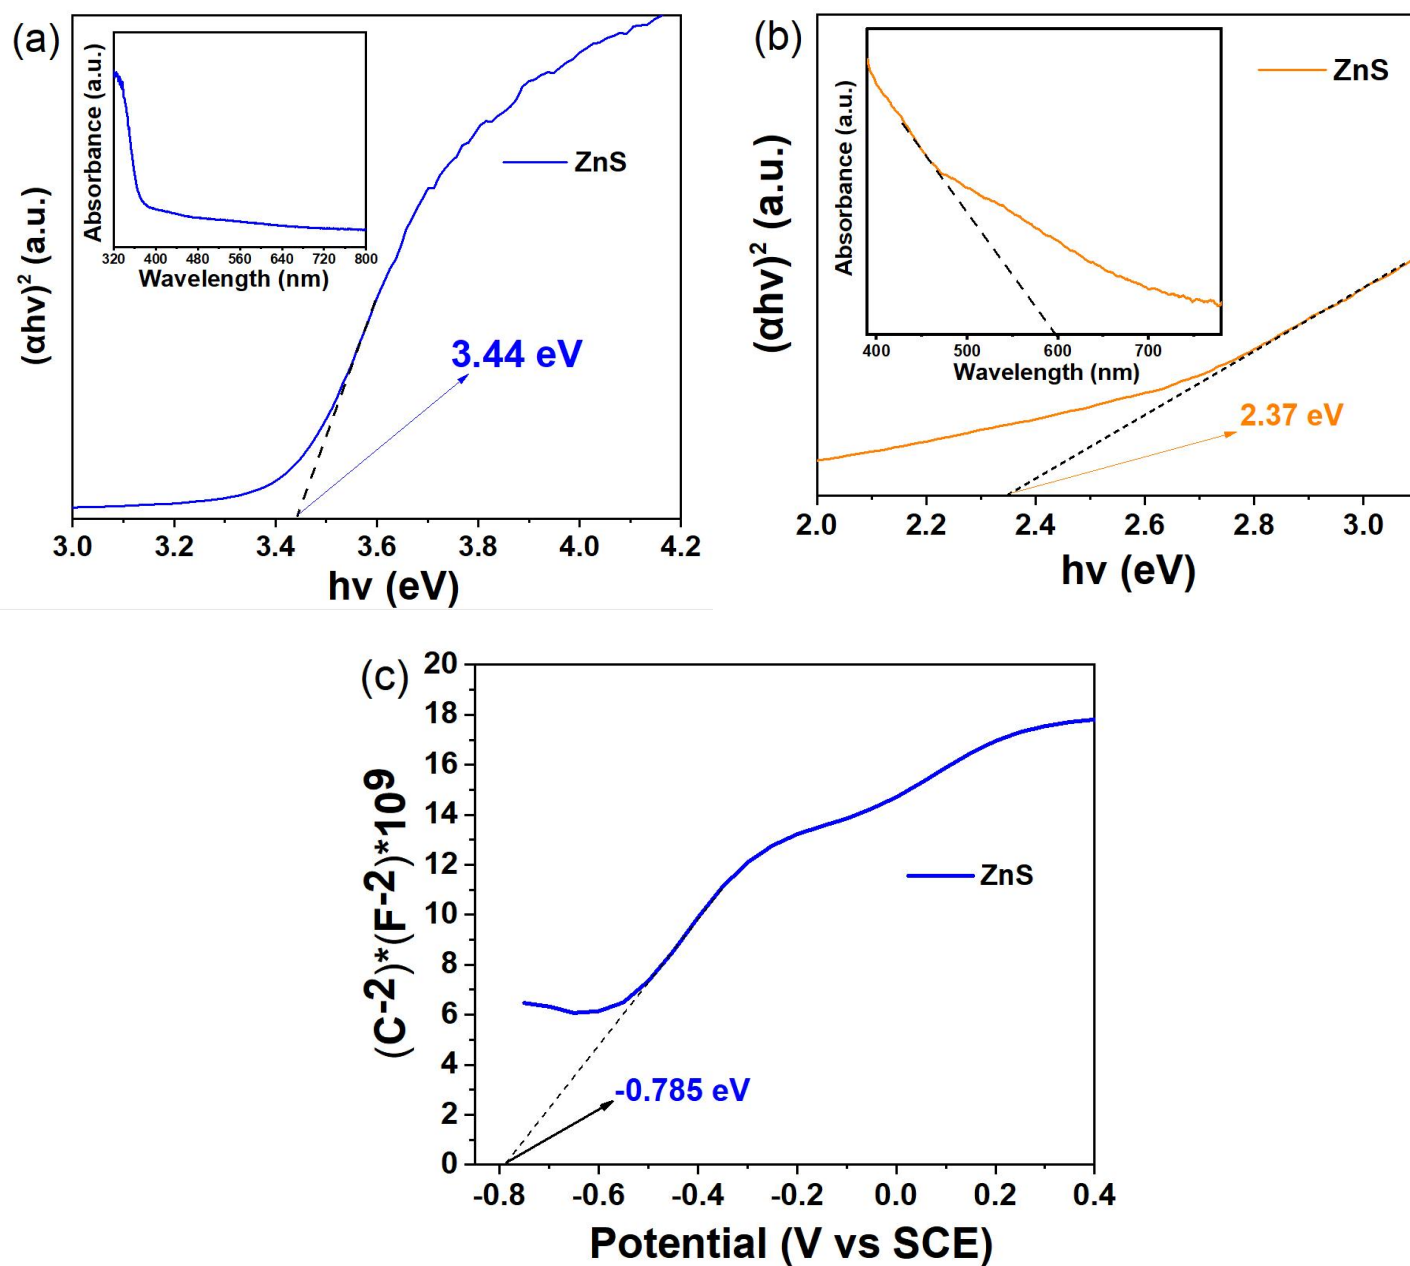 (a)
Absorbance (a.u.)
320 400 480 560 640 720 800
Wavelength (nm)
ZnS
(αhν)² (a.u.)
3.44 eV
3.0 3.2 3.4 3.6 3.8 4.0 4.2
hν (eV)
(b)
Absorbance (a.u.)
400 500 600 700
Wavelength (nm)
ZnS
(αhν)² (a.u.)
2.37 eV
2.0 2.2 2.4 2.6 2.8 3.0
hν (eV)
(c)
20
18
16
14
12
10
8
6
4
2
0
(C-2)*(F-2)*10⁹
ZnS
-0.785 eV
-0.8 -0.6 -0.4 -0.2 0.0 0.2 0.4
Potential (V vs SCE)